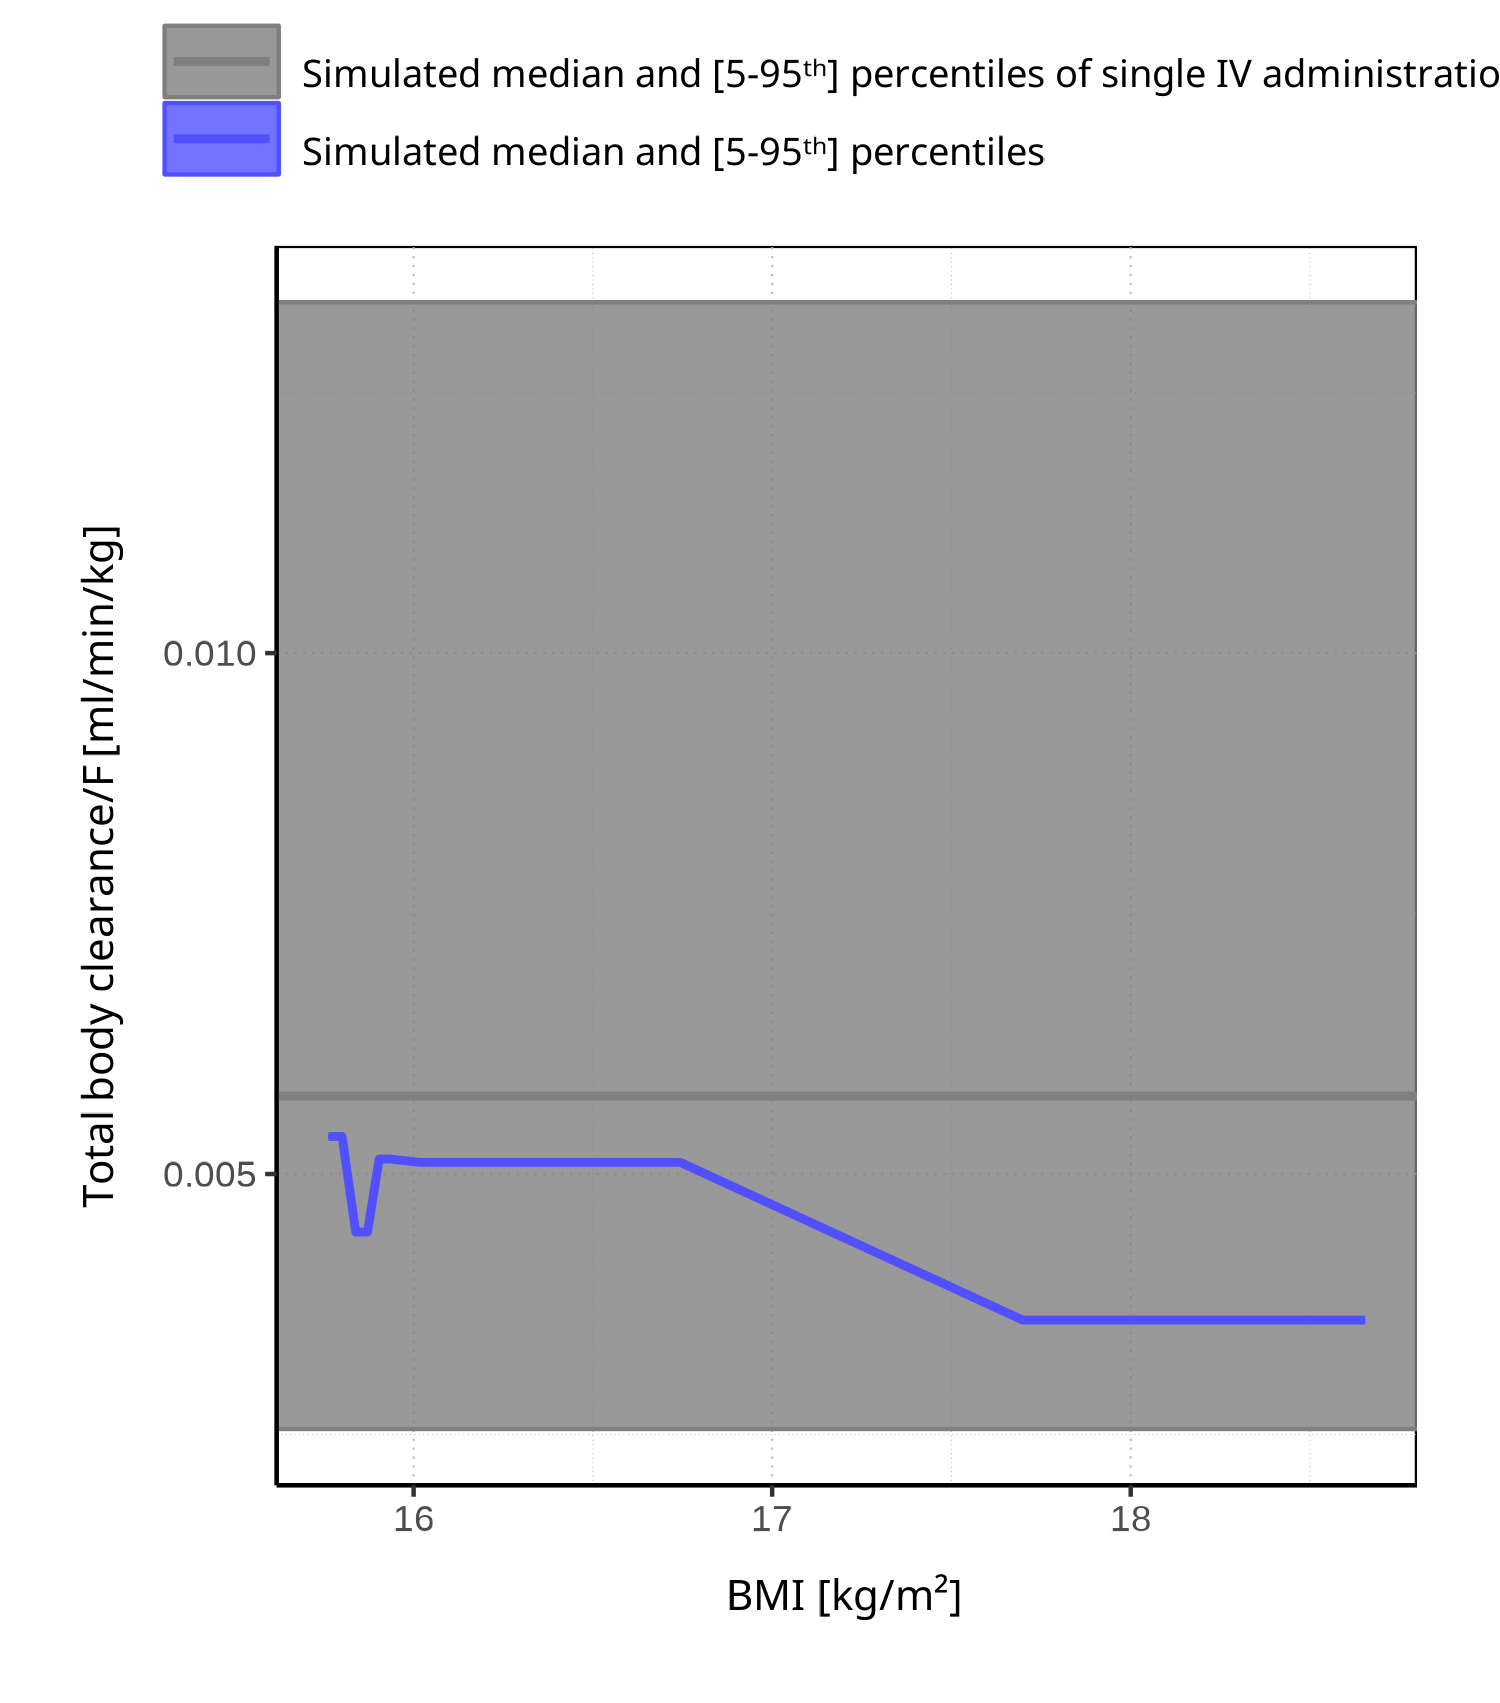 Simulated median and [5-95ᵗʰ] percentiles of single IV administratio
Simulated median and [5-95ᵗʰ] percentiles
Total body clearance/F [ml/min/kg]
0.010
0.005
16 17 18
BMI [kg/m²]